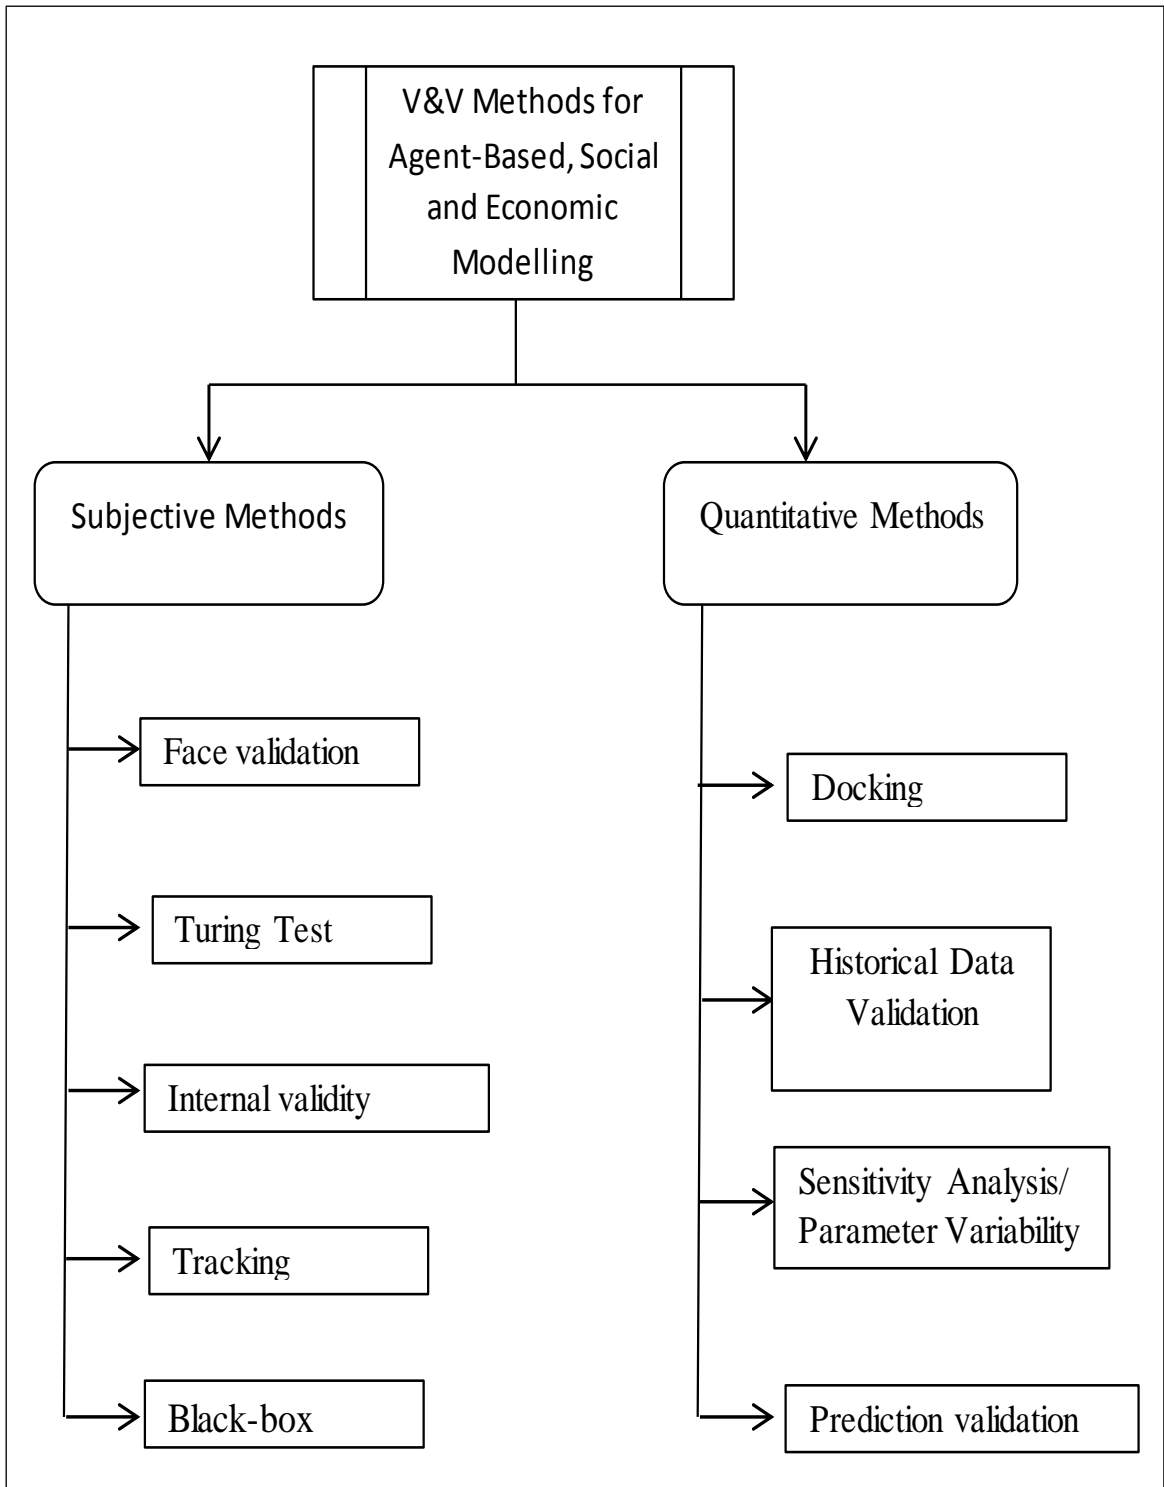 V&V Methods for
Agent-Based, Social
and Economic
Modelling
Subjective Methods
Face validation
Turing Test
Internal validity
Tracking
Black-box
Quantitative Methods
Docking
Historical Data
Validation
Sensitivity Analysis/
Parameter Variability
Prediction validation